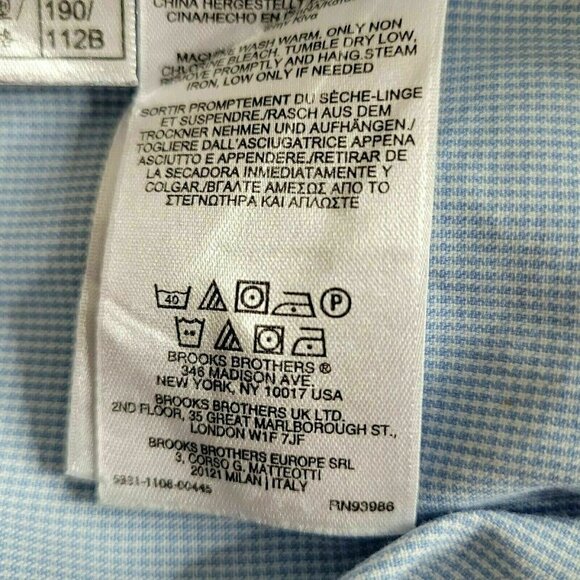 190/
112B
CHINA HERGESTELLT
CINA/HECHO EN
MACHINE WASH WARM, ONLY NON
CHLORINE BLEACH, TUMBLE DRY LOW,
REMOVE PROMPTLY AND HANG.STEAM
IRON, LOW ONLY IF NEEDED
SORTIR PROMPTEMENT DU SÈCHE-LINGE
ET SUSPENDRE./RASCH AUS DEM
TROCKNER NEHMEN UND AUFHÄNGEN./
TOGLIERE DALL'ASCIUGATRICE APPENA
ASCIUTTO E APPENDERE./RETIRAR DE
LA SECADORA INMEDIATAMENTE Y
COLGAR./ΒΓΑΛΤΕ ΑΜΕΣΩΣ ΑΠΟ ΤΟ
ΣΤΕΓΝΩΤΗΡΑ ΚΑΙ ΑΠΛΩΣΤΕ
40 P
BROOKS BROTHERS ®
346 MADISON AVE.
NEW YORK, NY 10017 USA
BROOKS BROTHERS UK LTD.
2ND FLOOR, 35 GREAT MARLBOROUGH ST.,
LONDON W1F 7JF
BROOKS BROTHERS EUROPE SRL
3, CORSO G. MATTEOTTI
20121 MILAN | ITALY
RN93986